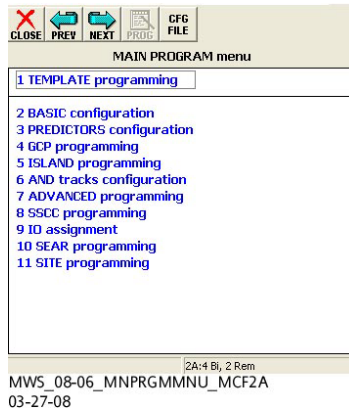 CLOSE PREV NEXT PROG CFG FILE
MAIN PROGRAM menu
1 TEMPLATE programming
2 BASIC configuration
3 PREDICTORS configuration
4 GCP programming
5 ISLAND programming
6 AND tracks configuration
7 ADVANCED programming
8 SSCC programming
9 IO assignment
10 SEAR programming
11 SITE programming
2A:4 Bi, 2 Rem
MWS_08-06_MNPRGMMNU_MCF2A
03-27-08